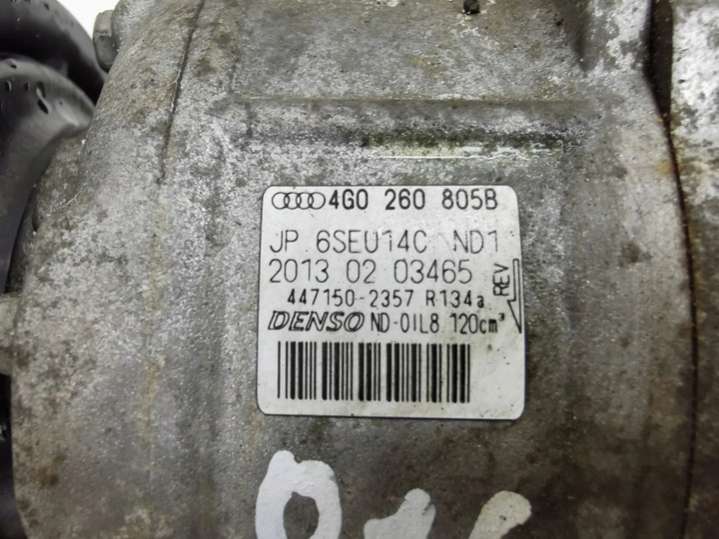 4G0 260 805B
JP 6SEU14C ND1
2013 02 03465
REV
447150-2357 R134a
DENSO ND-OIL8 120cm³